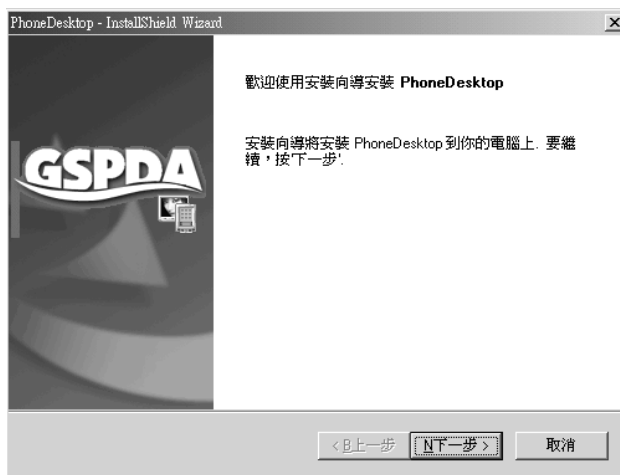 PhoneDesktop - InstallShield Wizard
歡迎使用安裝向導安裝 PhoneDesktop
安裝向導將安裝 PhoneDesktop 到你的電腦上. 要繼
續，按'下一步'.
GSPDA
< B上一步
N下一步 >
取消